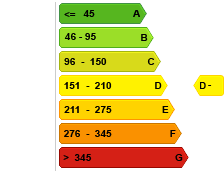 <= 45 A
46 - 95 B
96 - 150 C
151 - 210 D D -
211 - 275 E
276 - 345 F
> 345 G